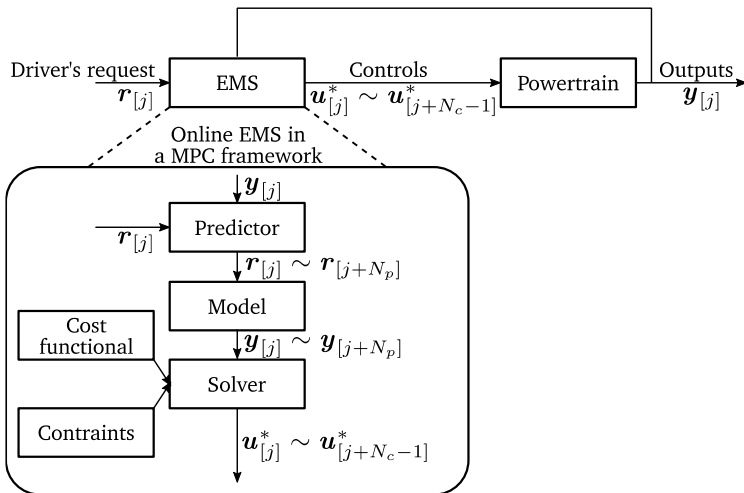 Driver's request
r[j]
EMS
Controls
u*[j] ∼ u*[j+Nc−1]
Powertrain
Outputs
y[j]
Online EMS in
a MPC framework
y[j]
r[j]
Predictor
r[j] ∼ r[j+Np]
Model
y[j] ∼ y[j+Np]
Cost
functional
Solver
Contraints
u*[j] ∼ u*[j+Nc−1]